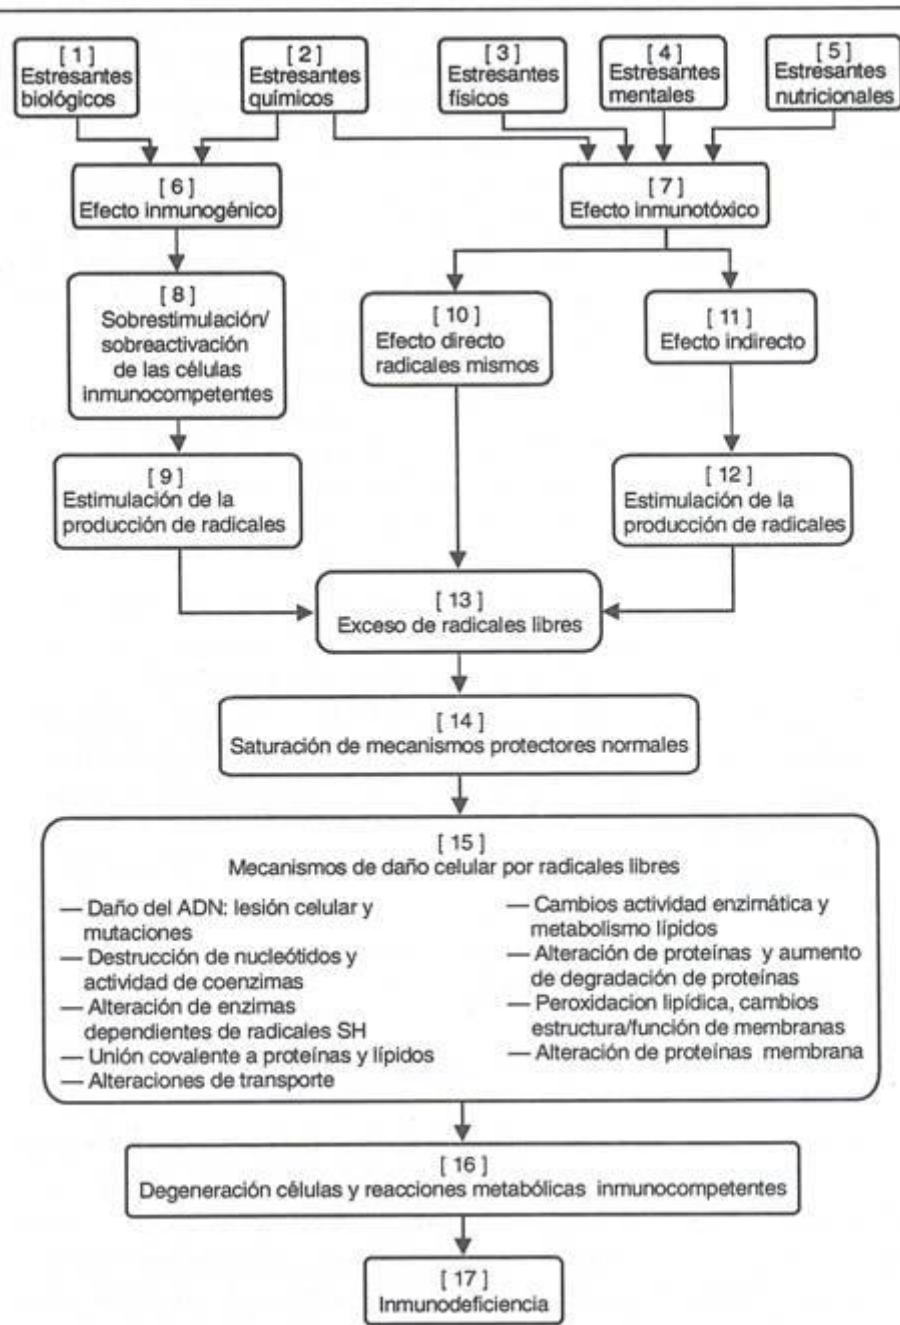 [ 1 ]
Estresantes
biológicos
[ 2 ]
Estresantes
químicos
[ 3 ]
Estresantes
físicos
[ 4 ]
Estresantes
mentales
[ 5 ]
Estresantes
nutricionales
[ 6 ]
Efecto inmunogénico
[ 7 ]
Efecto inmunotóxico
[ 8 ]
Sobrestimulación/
sobreactivación
de las células
inmunocompetentes
[ 10 ]
Efecto directo
radicales mismos
[ 11 ]
Efecto indirecto
[ 9 ]
Estimulación de la
producción de radicales
[ 12 ]
Estimulación de la
producción de radicales
[ 13 ]
Exceso de radicales libres
[ 14 ]
Saturación de mecanismos protectores normales
[ 15 ]
Mecanismos de daño celular por radicales libres
— Daño del ADN: lesión celular y
mutaciones
— Destrucción de nucleótidos y
actividad de coenzimas
— Alteración de enzimas
dependientes de radicales SH
— Unión covalente a proteínas y lípidos
— Alteraciones de transporte
— Cambios actividad enzimática y
metabolismo lípidos
— Alteración de proteínas y aumento
de degradación de proteínas
— Peroxidacion lipídica, cambios
estructura/función de membranas
— Alteración de proteínas membrana
[ 16 ]
Degeneración células y reacciones metabólicas inmunocompetentes
[ 17 ]
Inmunodeficiencia